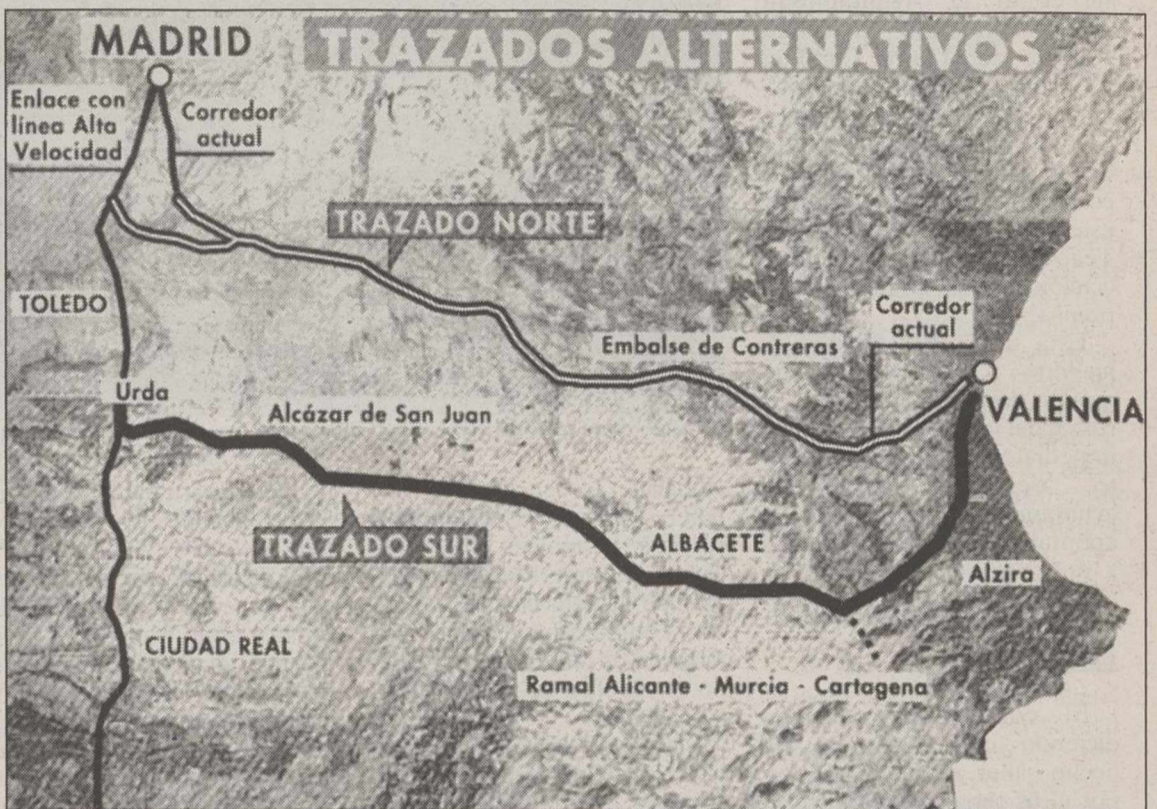 MADRID
TRAZADOS ALTERNATIVOS
Enlace con
línea Alta
Velocidad
Corredor
actual
TRAZADO NORTE
TOLEDO
Corredor
actual
Embalse de Contreras
Urda
VALENCIA
Alcázar de San Juan
TRAZADO SUR
ALBACETE
Alzira
CIUDAD REAL
Ramal Alicante - Murcia - Cartagena